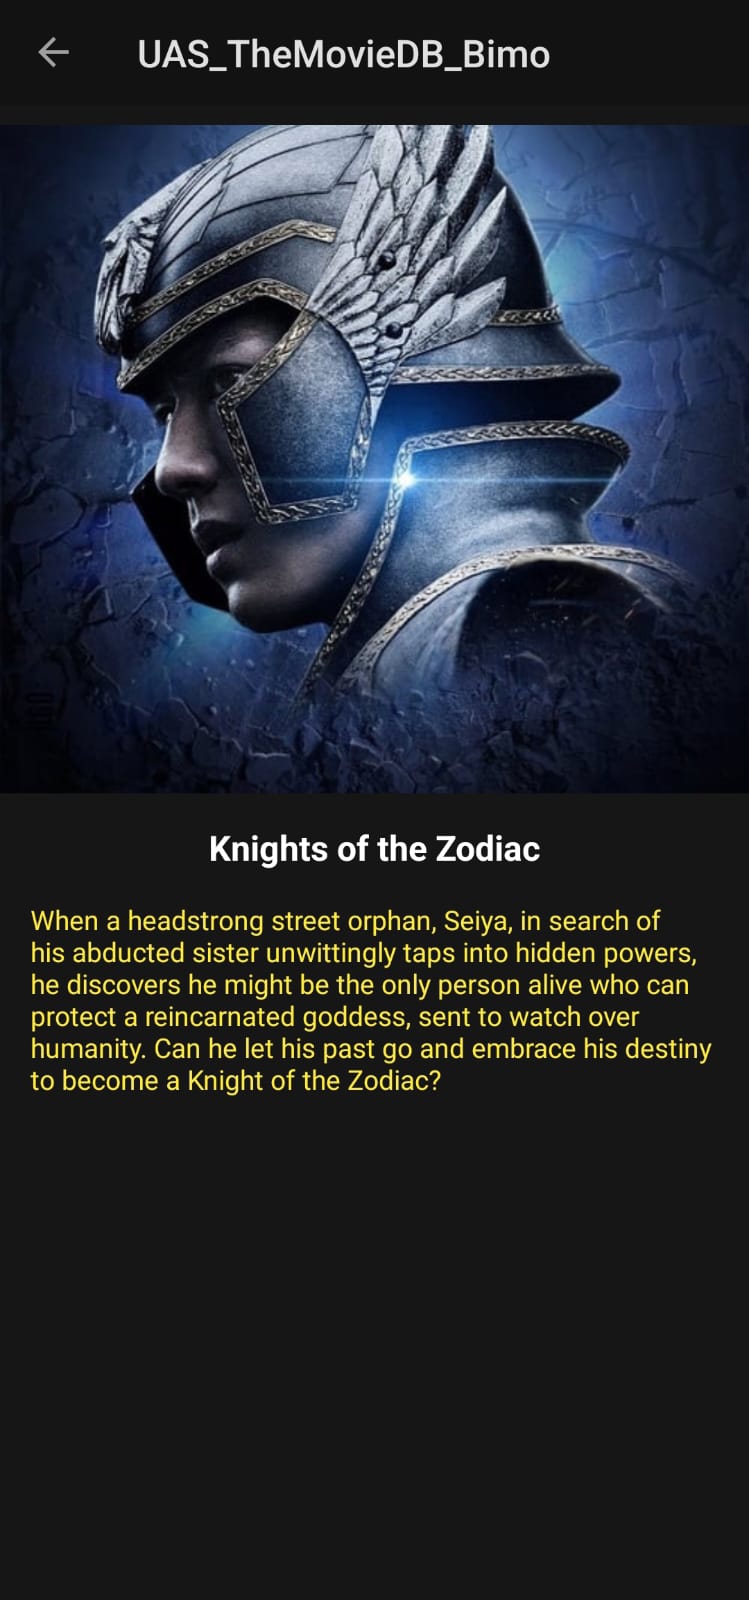 UAS_TheMovieDB_Bimo
Knights of the Zodiac
When a headstrong street orphan, Seiya, in search of
his abducted sister unwittingly taps into hidden powers,
he discovers he might be the only person alive who can
protect a reincarnated goddess, sent to watch over
humanity. Can he let his past go and embrace his destiny
to become a Knight of the Zodiac?